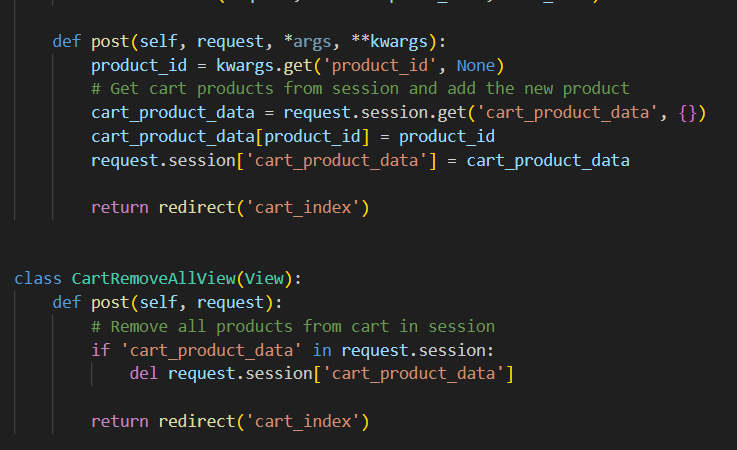 def post(self, request, *args, **kwargs):
product_id = kwargs.get('product_id', None)
# Get cart products from session and add the new product
cart_product_data = request.session.get('cart_product_data', {})
cart_product_data[product_id] = product_id
request.session['cart_product_data'] = cart_product_data
return redirect('cart_index')
class CartRemoveAllView(View):
def post(self, request):
# Remove all products from cart in session
if 'cart_product_data' in request.session:
del request.session['cart_product_data']
return redirect('cart_index')